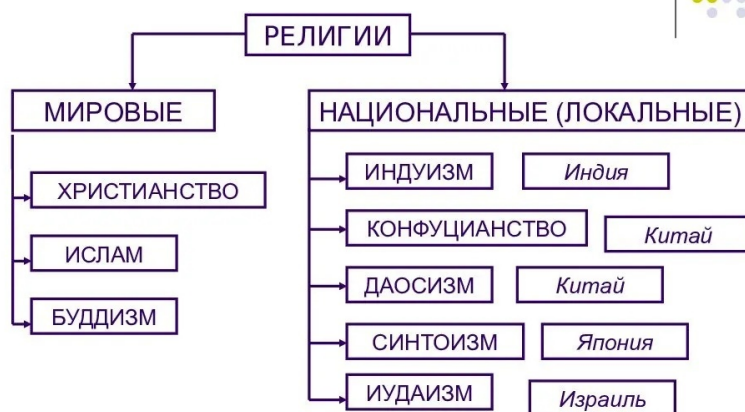 РЕЛИГИИ
МИРОВЫЕ
ХРИСТИАНСТВО
ИСЛАМ
БУДДИЗМ
НАЦИОНАЛЬНЫЕ (ЛОКАЛЬНЫЕ)
ИНДУИЗМ Индия
КОНФУЦИАНСТВО Китай
ДАОСИЗМ Китай
СИНТОИЗМ Япония
ИУДАИЗМ Израиль